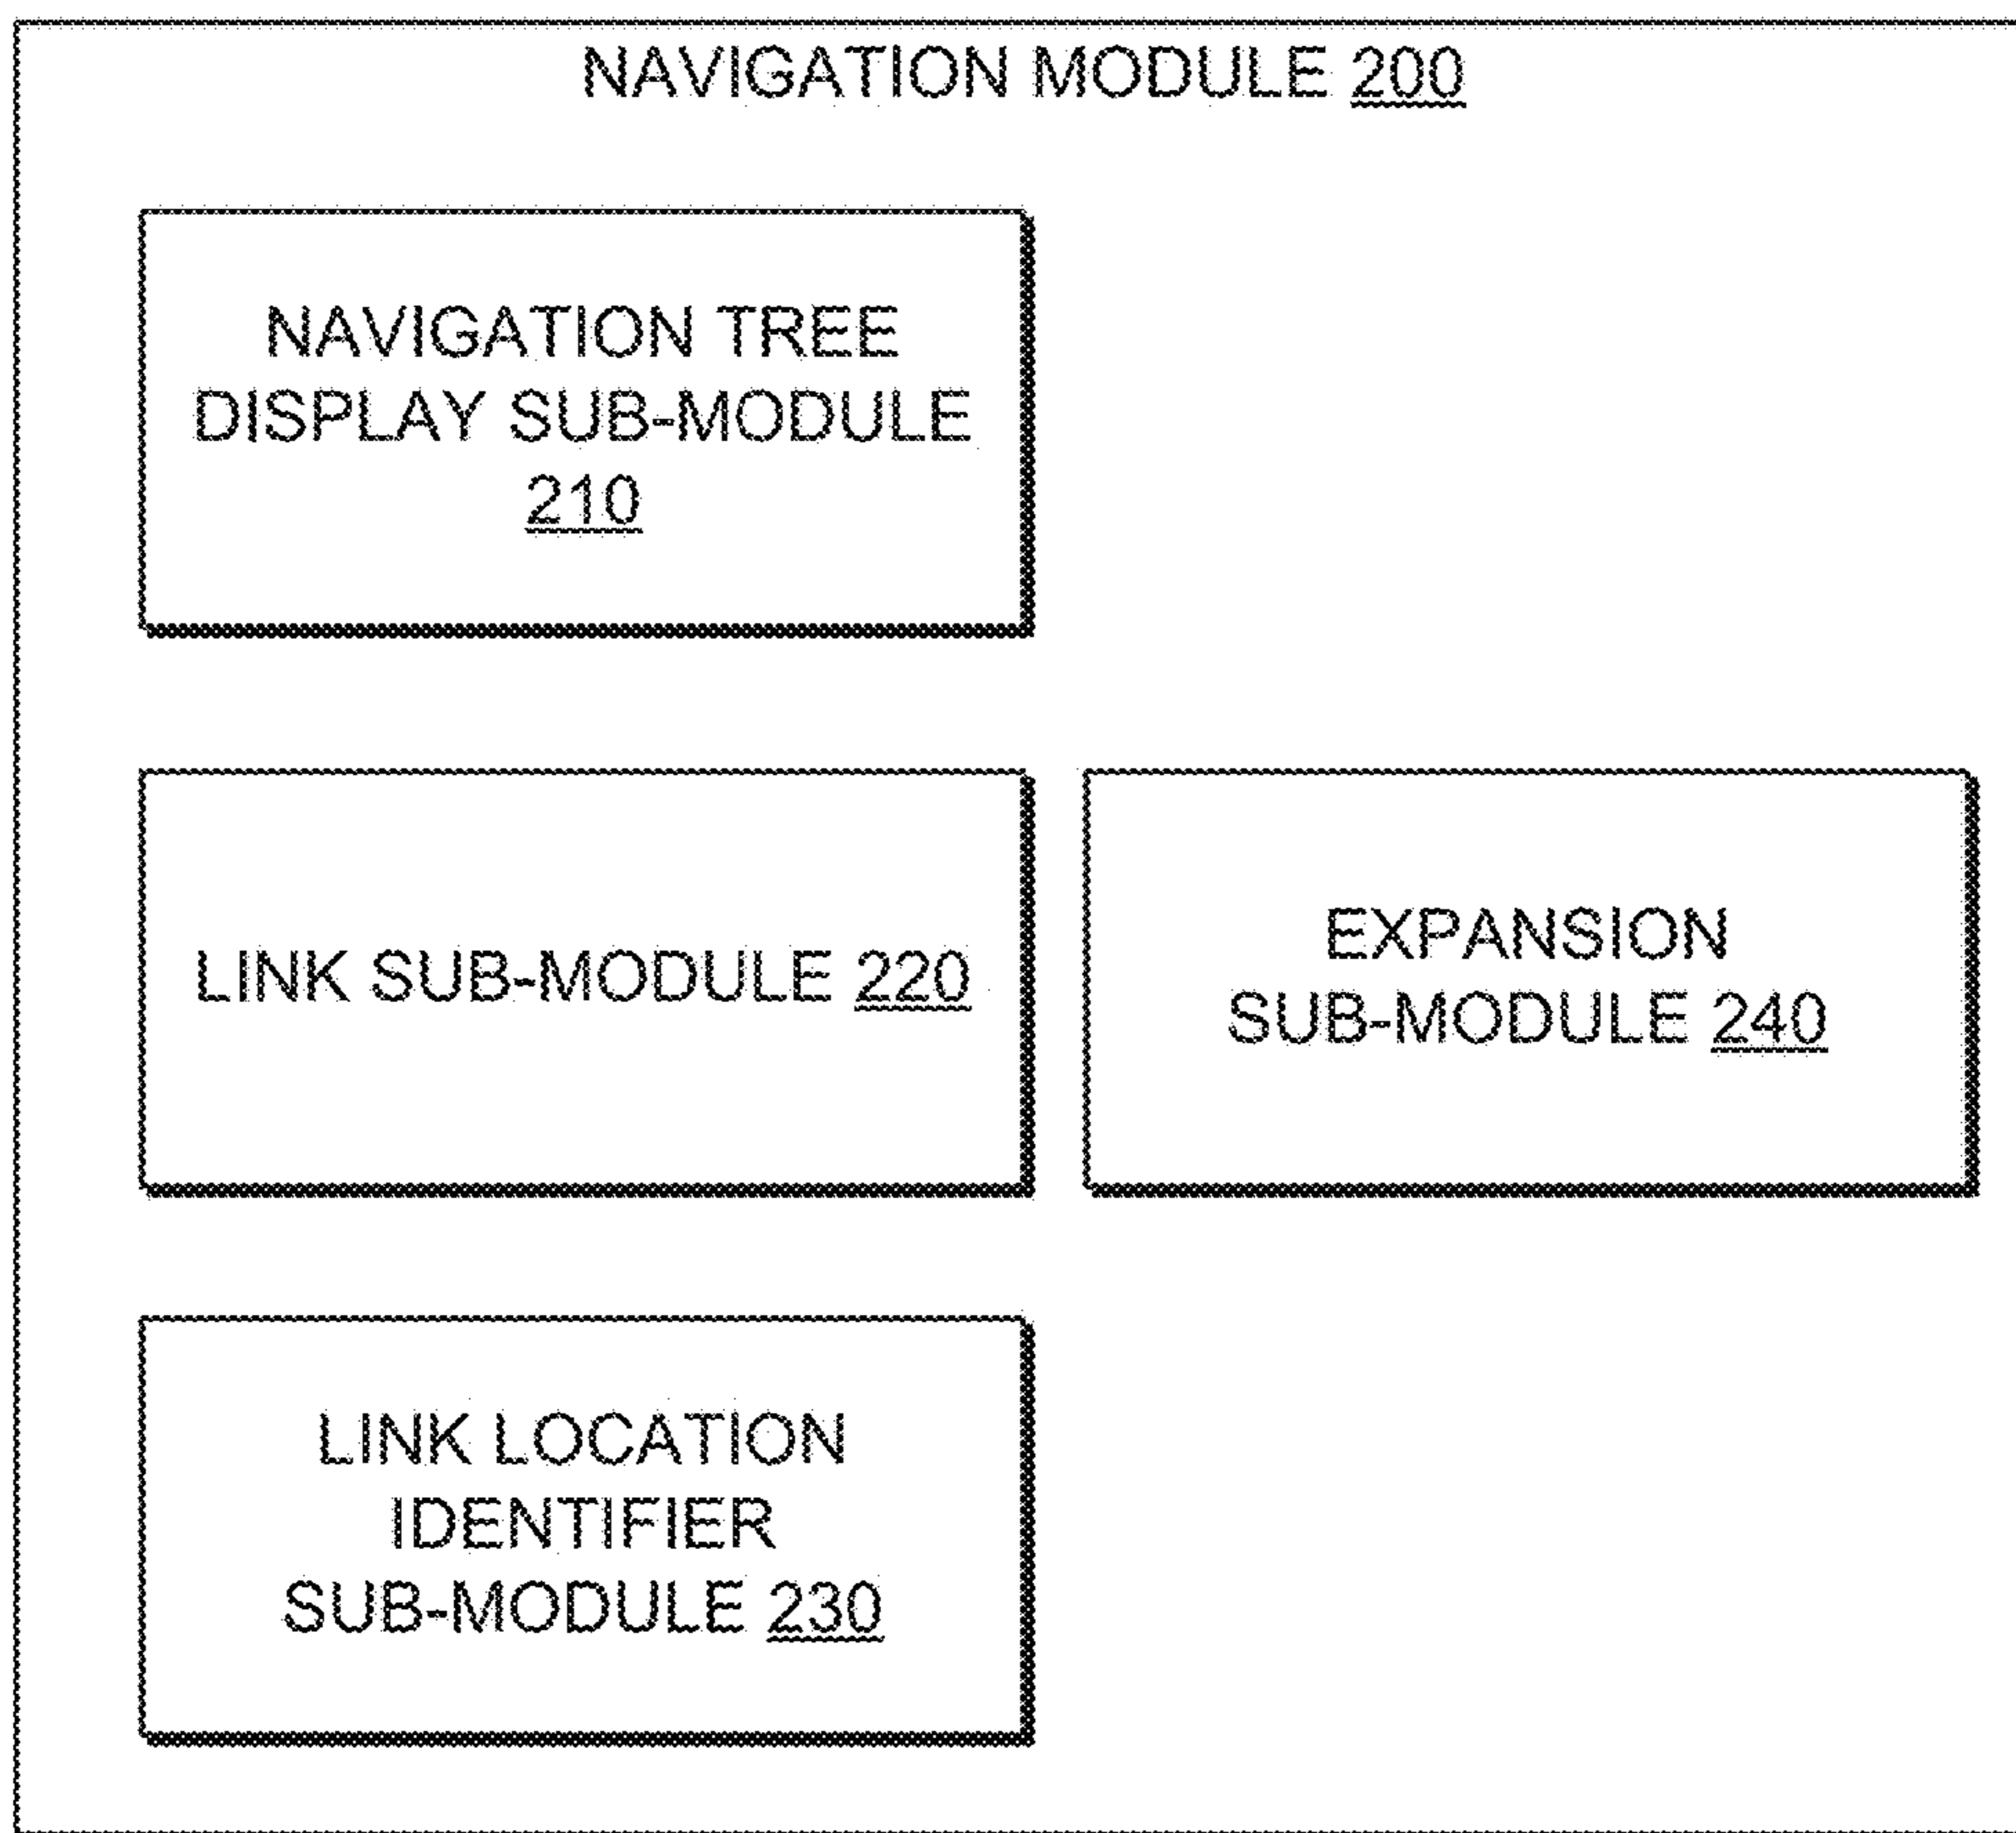 NAVIGATION MODULE 200
NAVIGATION TREE
DISPLAY SUB-MODULE
210
LINK SUB-MODULE 220
EXPANSION
SUB-MODULE 240
LINK LOCATION
IDENTIFIER
SUB-MODULE 230